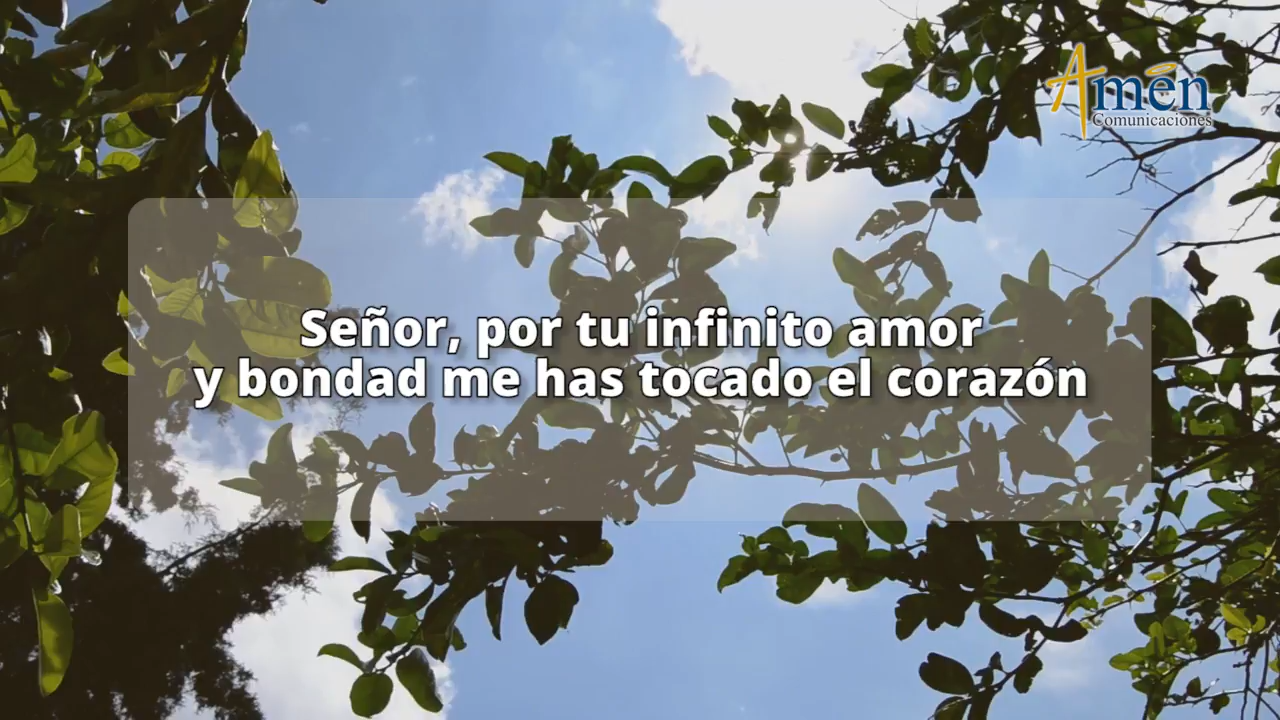 Amén
Comunicaciones
Señor, por tu infinito amor
y bondad me has tocado el corazón